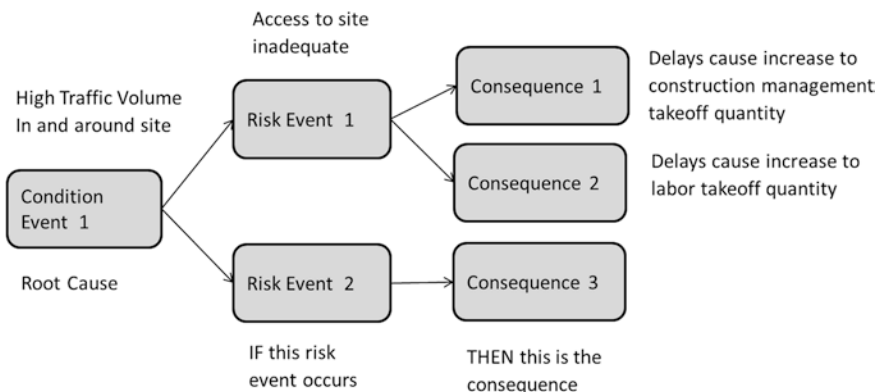 Access to site
inadequate
High Traffic Volume
In and around site
Risk Event 1
Consequence 1
Delays cause increase to
construction management
takeoff quantity
Condition
Event 1
Consequence 2
Delays cause increase to
labor takeoff quantity
Root Cause
Risk Event 2
Consequence 3
IF this risk
event occurs
THEN this is the
consequence